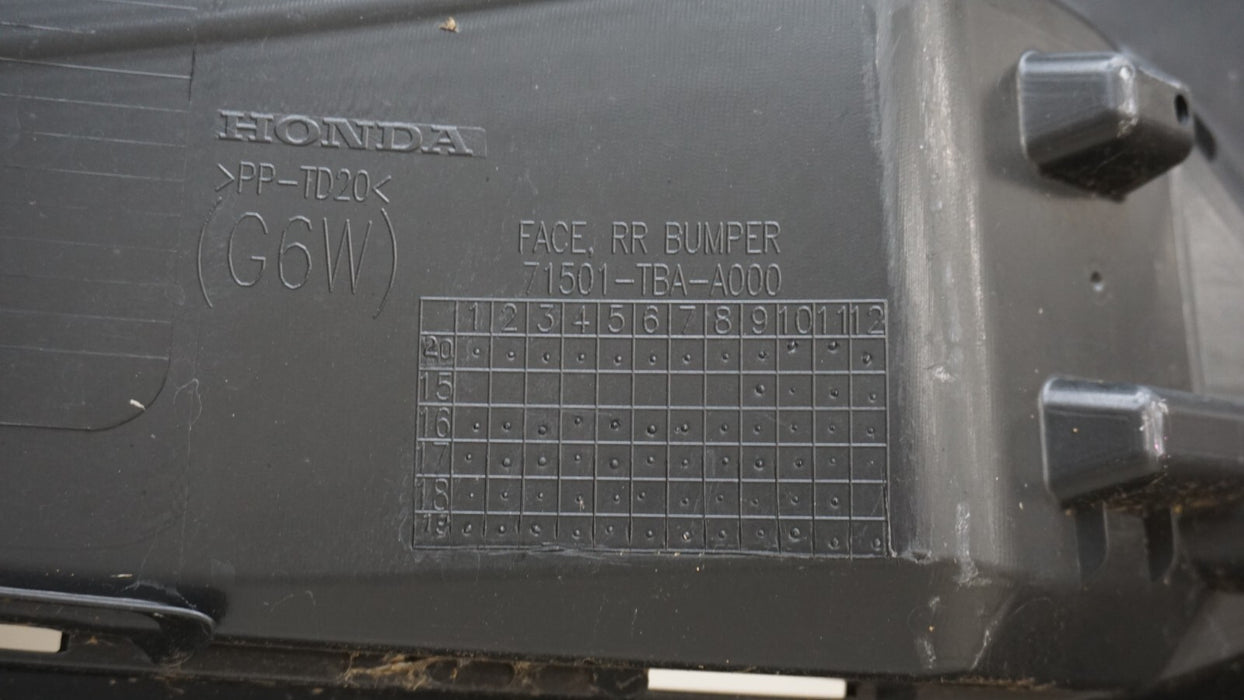 HONDA
>PP-TD20<
(G6W)
FACE, RR BUMPER
71501-TBA-A000
1 2 3 4 5 6 7 8 9 10 11 12
20
15
16
17
18
19